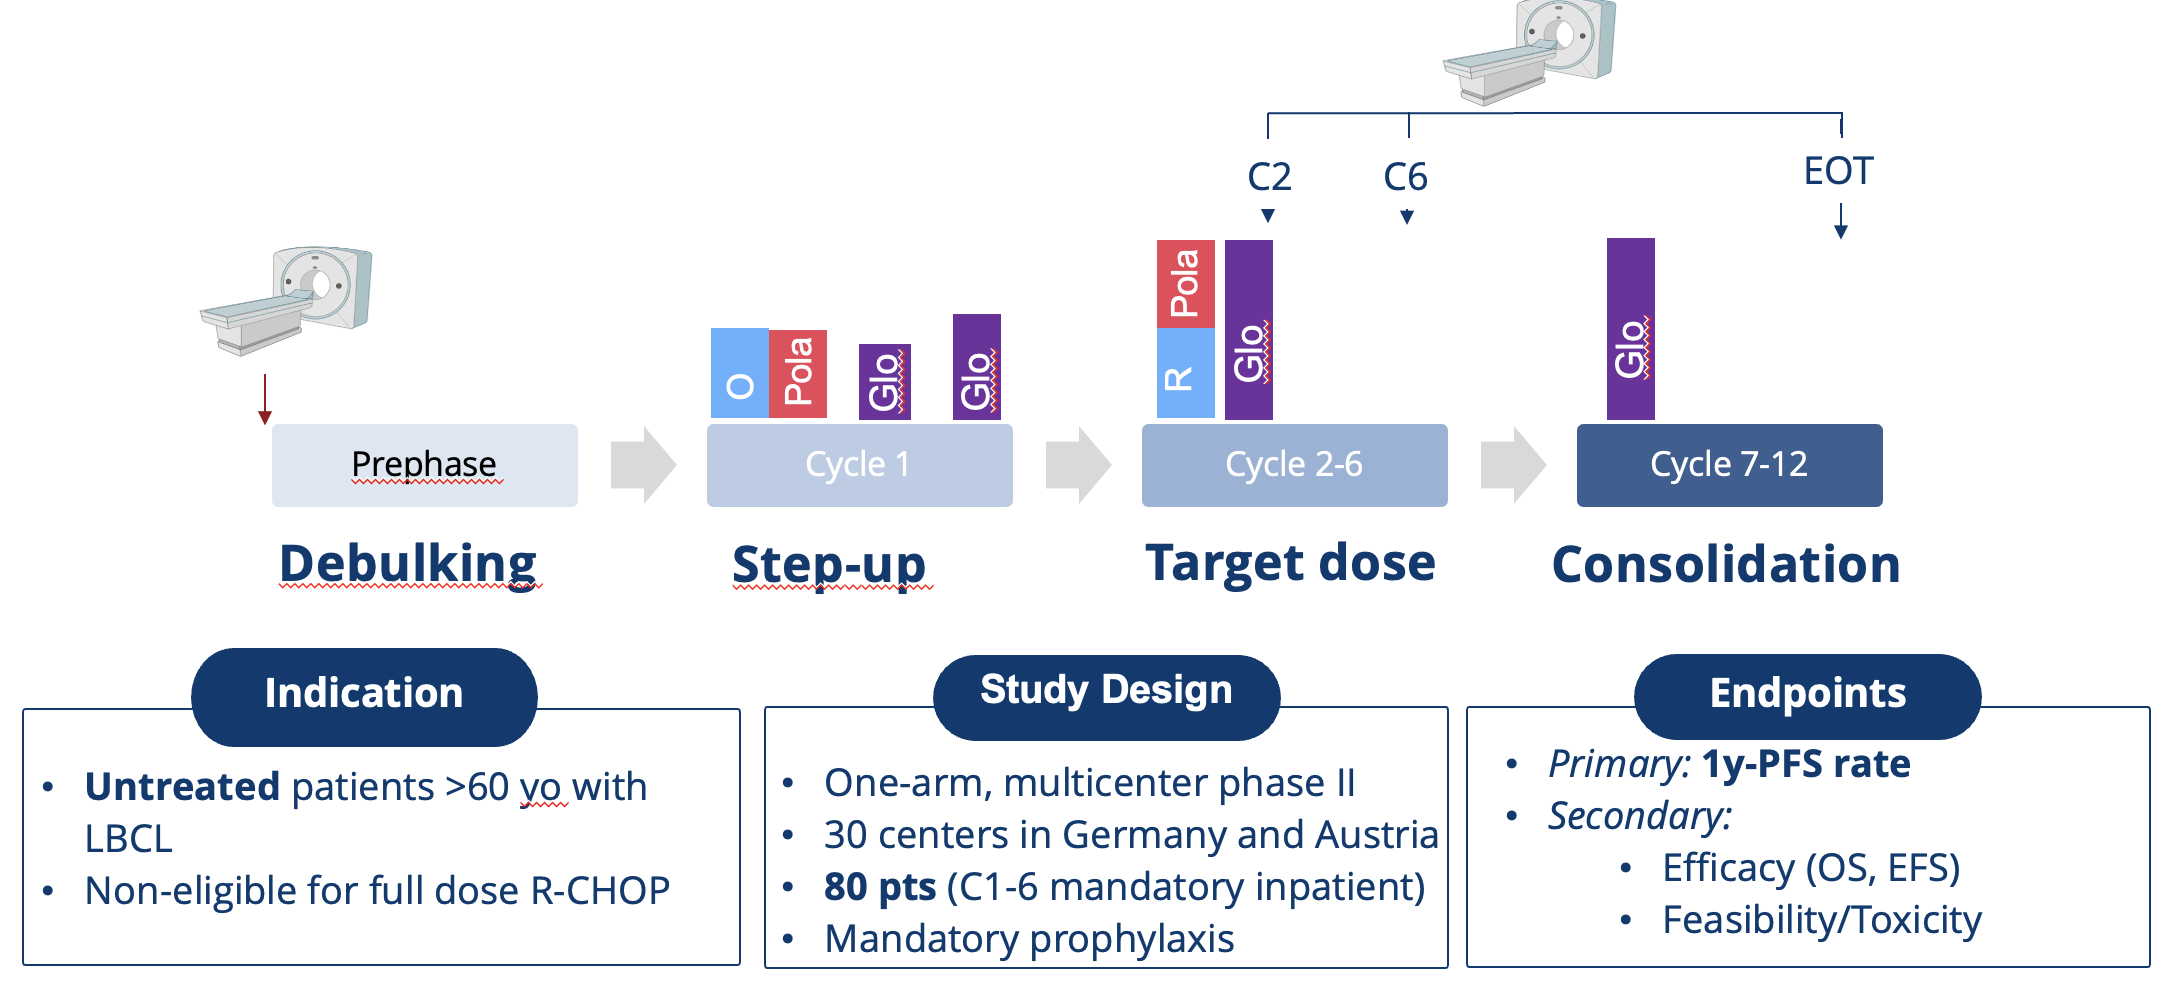 C2
C6
EOT
O
Pola
Glo
Glo
Pola
R
Glo
Glo
Prephase
Cycle 1
Cycle 2-6
Cycle 7-12
Debulking
Step-up
Target dose
Consolidation
Indication
• Untreated patients >60 yo with
LBCL
• Non-eligible for full dose R-CHOP
Study Design
• One-arm, multicenter phase II
• 30 centers in Germany and Austria
• 80 pts (C1-6 mandatory inpatient)
• Mandatory prophylaxis
Endpoints
• Primary: 1y-PFS rate
• Secondary:
• Efficacy (OS, EFS)
• Feasibility/Toxicity